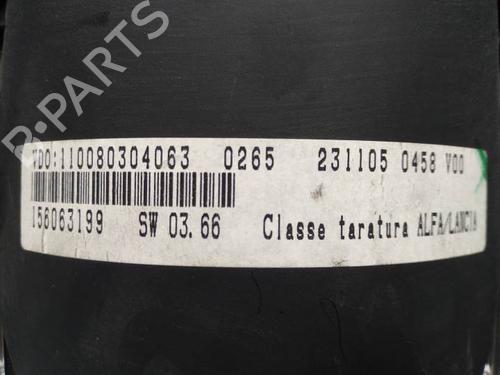 R-PARTS
VDO:110080304063 0265 231105 0458 V00
156063199 SW 03.66 Classe taratura ALFA/LANCIA